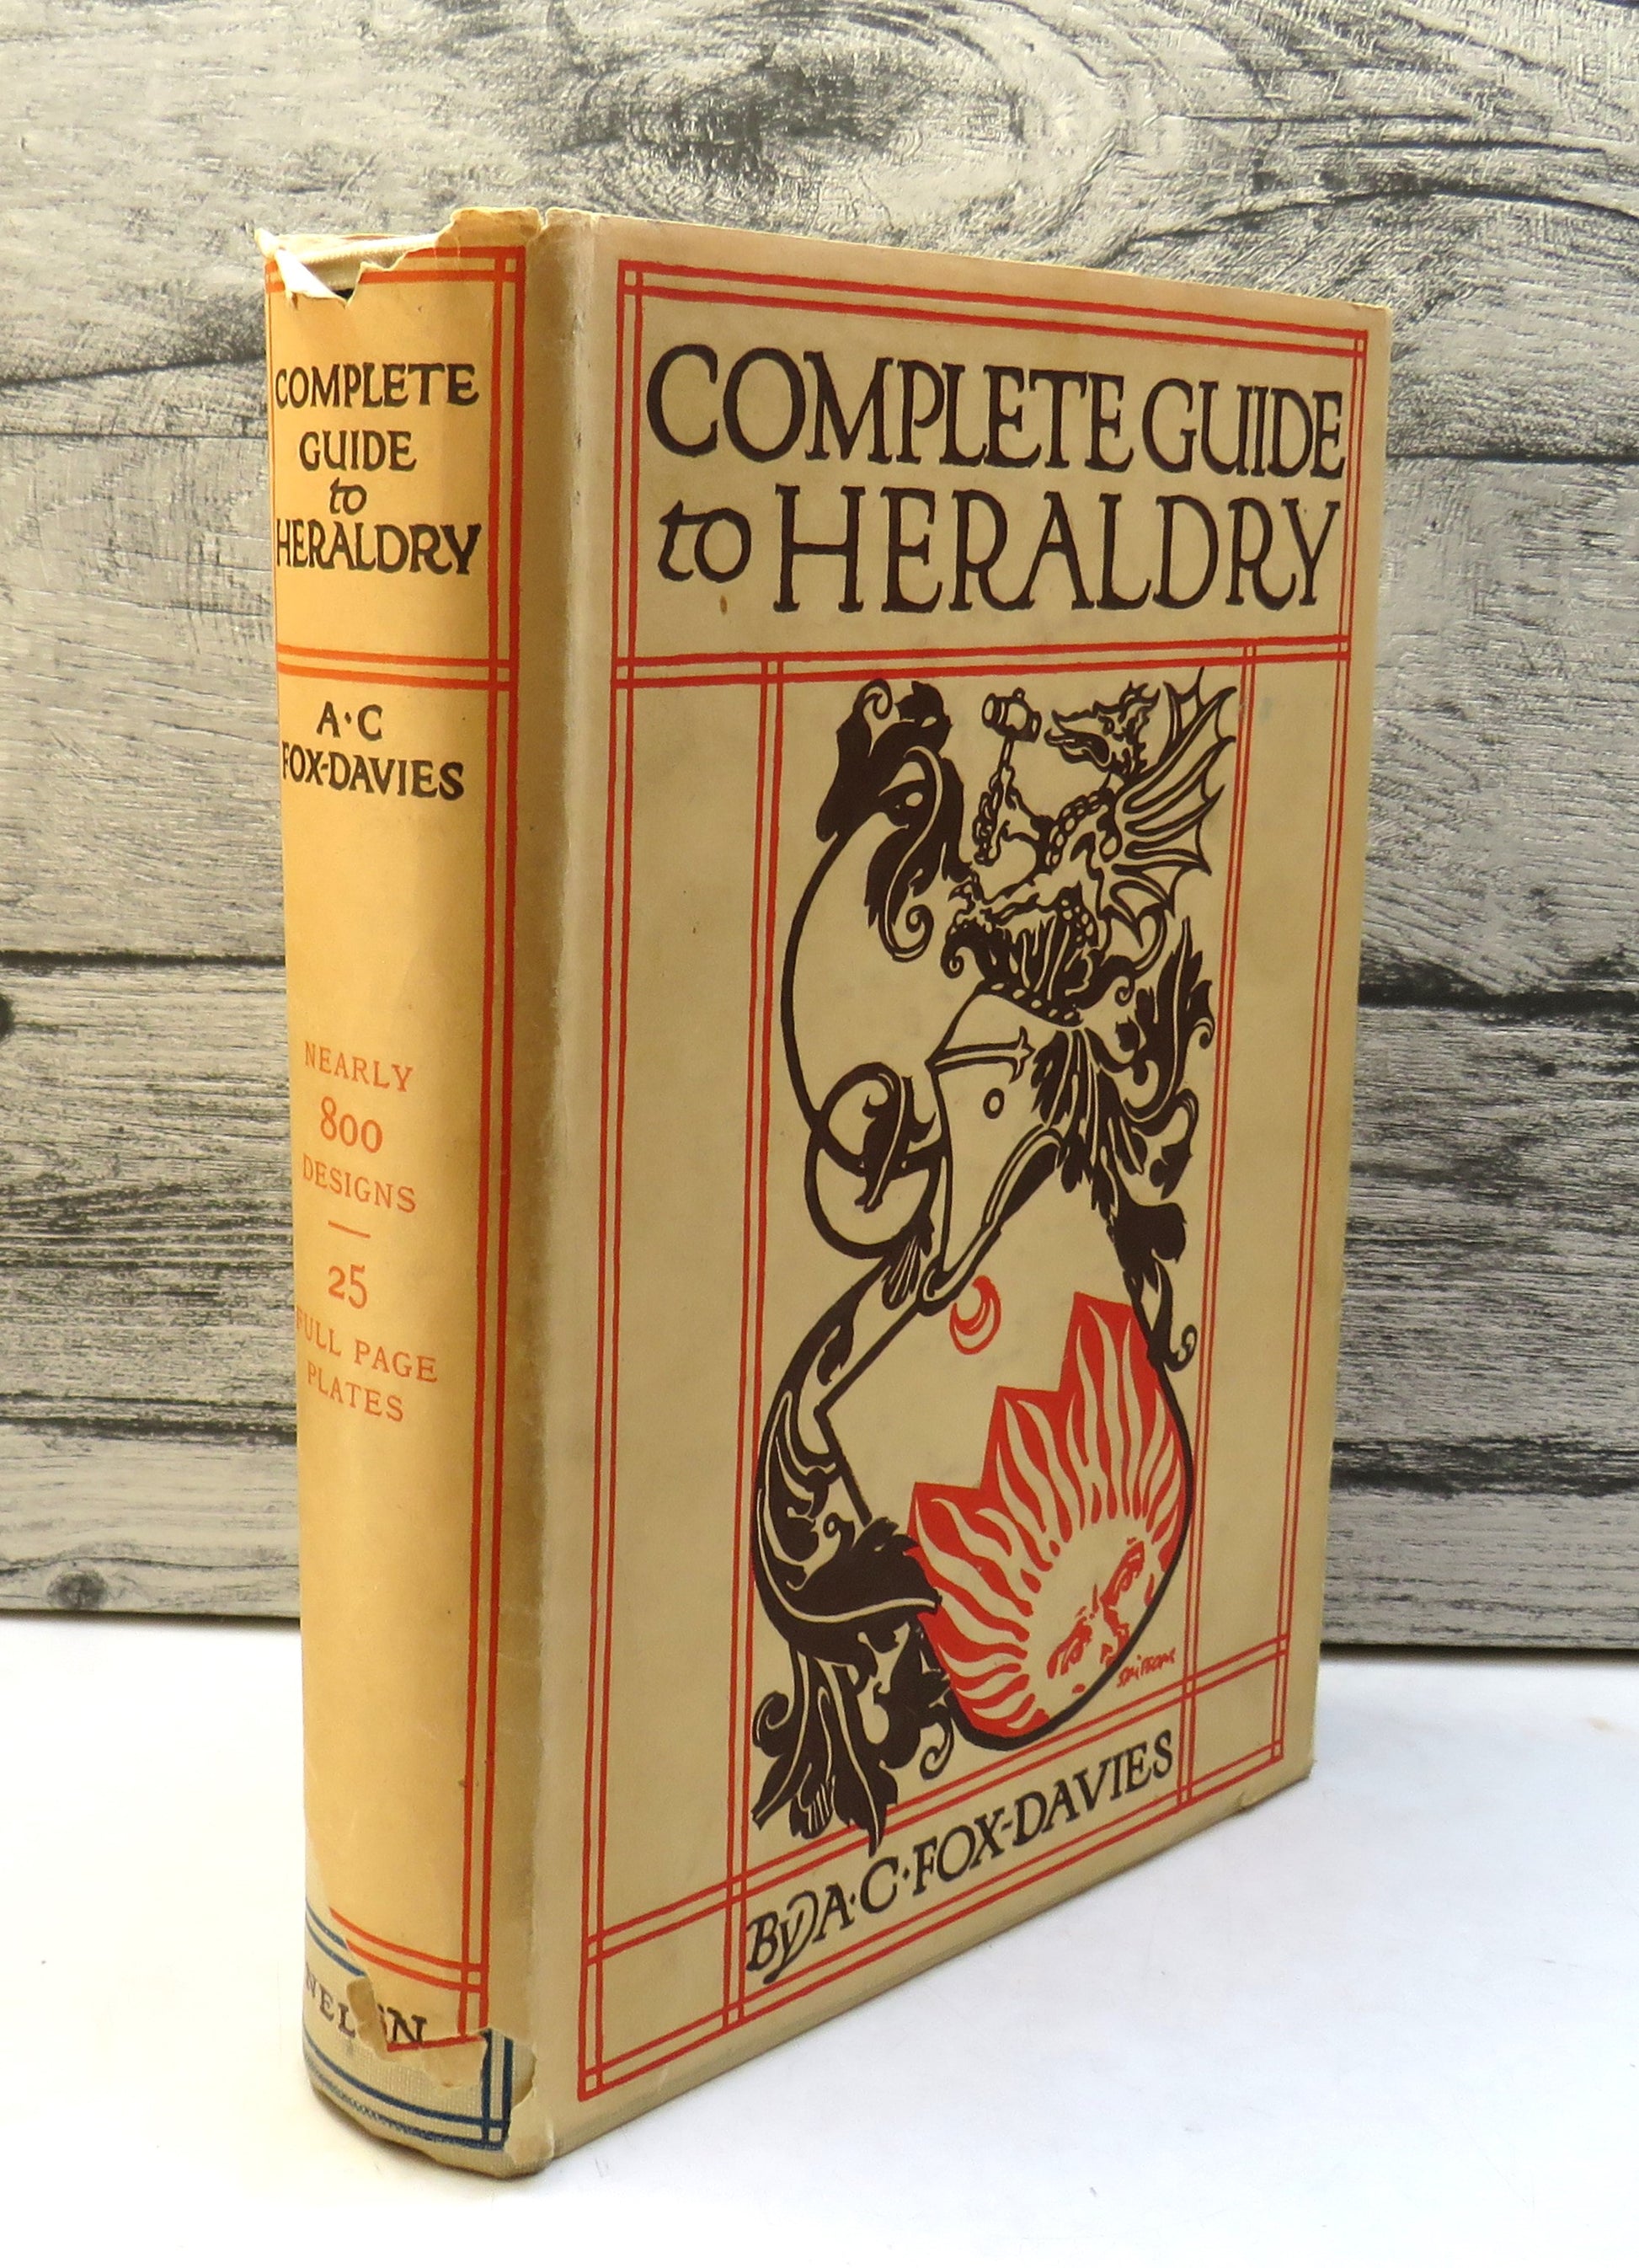 COMPLETE
GUIDE
to
HERALDRY
A·C
FOX-DAVIES
NEARLY
800
DESIGNS
25
FULL PAGE
PLATES
COMPLETE GUIDE
to HERALDRY
By A·C·FOX-DAVIES